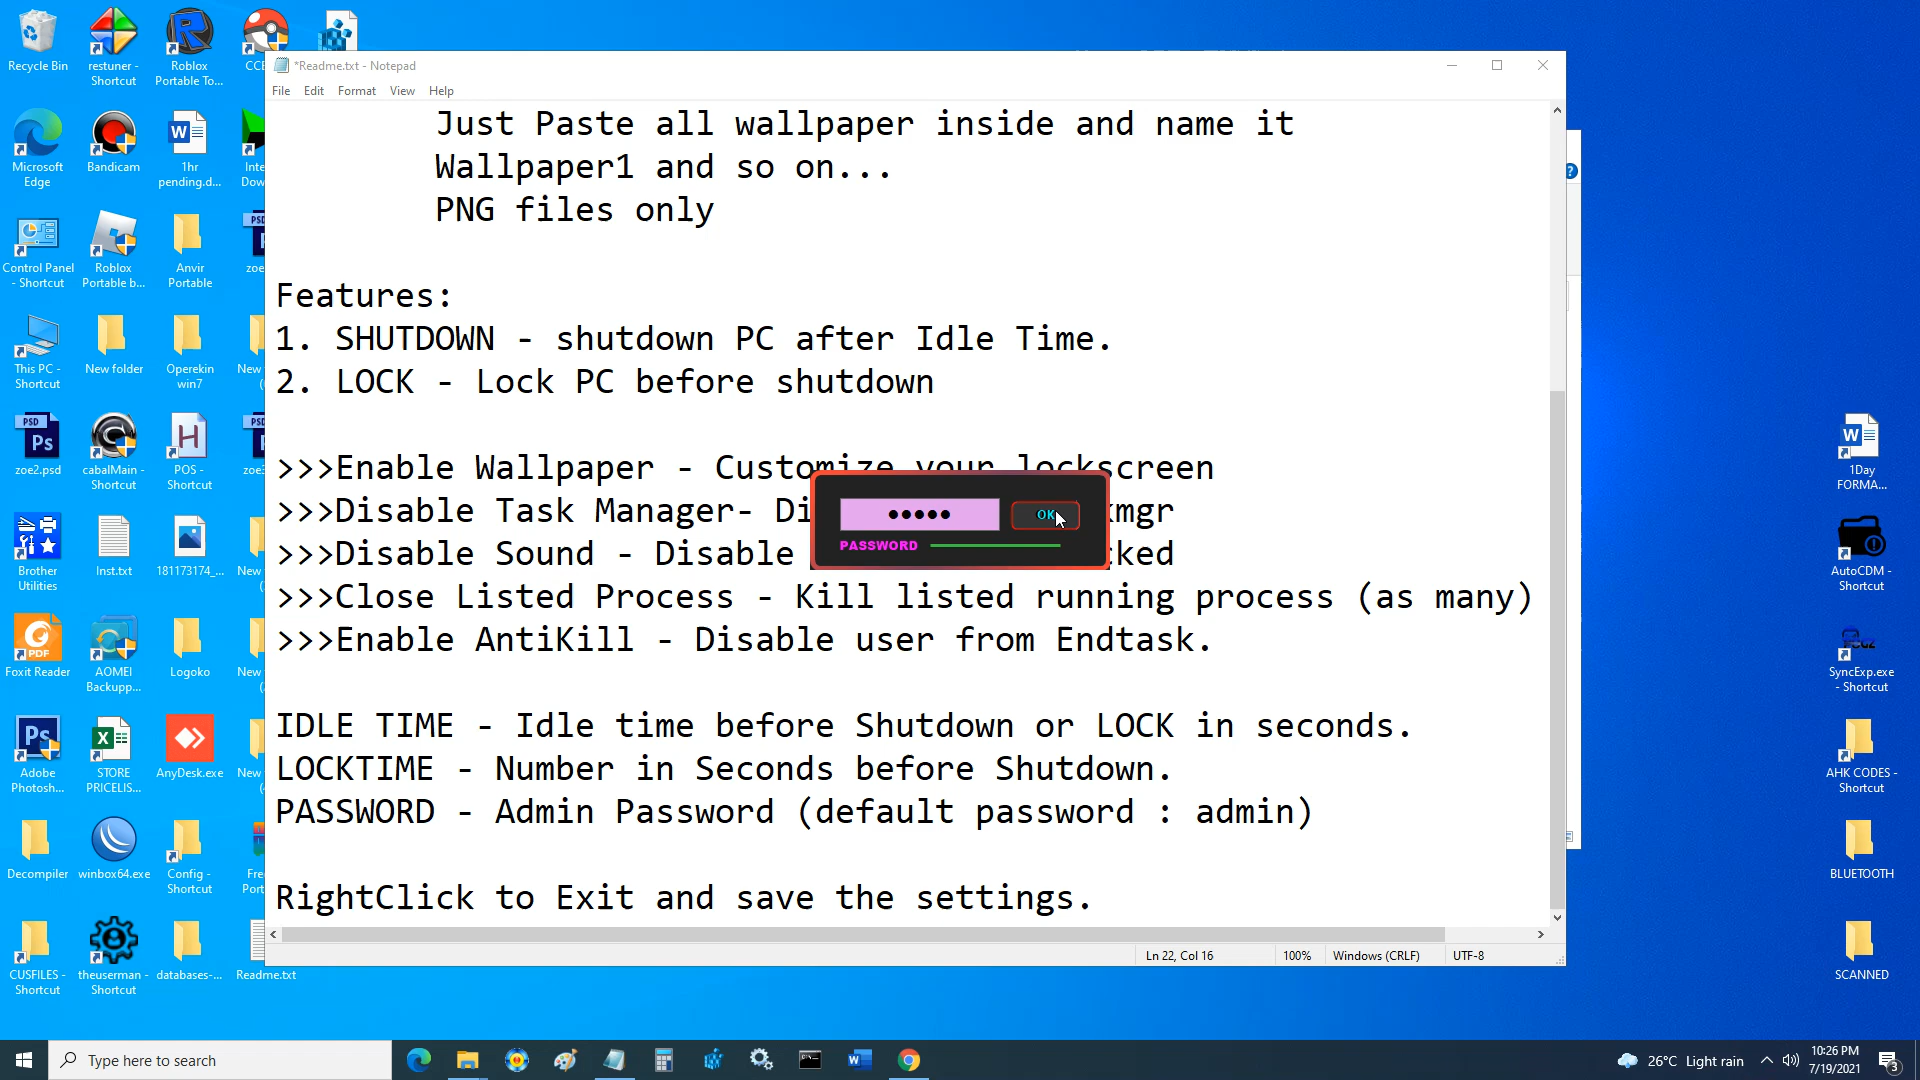 Recycle Bin
restuner -
Shortcut
Roblox
Portable To...
Microsoft
Edge
Bandicam
1hr
pending.d...
Control Panel
- Shortcut
Roblox
Portable b...
Anvir
Portable
This PC -
Shortcut
New folder
Operekin
win7
zoe2.psd
cabalMain -
Shortcut
POS -
Shortcut
Brother
Utilities
Inst.txt
181173174_...
Foxit Reader
AOMEI
Backupp...
Logoko
Adobe
Photosh...
STORE
PRICELIS...
AnyDesk.exe
Decompiler
winbox64.exe
Config -
Shortcut
CUSFILES -
Shortcut
theuserman -
Shortcut
databases-...
Readme.txt
*Readme.txt - Notepad
File Edit Format View Help
Just Paste all wallpaper inside and name it
Wallpaper1 and so on...
PNG files only
Features:
1. SHUTDOWN - shutdown PC after Idle Time.
2. LOCK - Lock PC before shutdown
>>>Enable Wallpaper - Customize your lockscreen
>>>Disable Task Manager- Di
>>>Disable Sound - Disable
>>>Close Listed Process - Kill listed running process (as many)
>>>Enable AntiKill - Disable user from Endtask.
IDLE TIME - Idle time before Shutdown or LOCK in seconds.
LOCKTIME - Number in Seconds before Shutdown.
PASSWORD - Admin Password (default password : admin)
RightClick to Exit and save the settings.
OK
PASSWORD
Ln 22, Col 16 100% Windows (CRLF) UTF-8
1Day
FORMA...
AutoCDM -
Shortcut
SyncExp.exe
- Shortcut
AHK CODES -
Shortcut
BLUETOOTH
SCANNED
Type here to search
26°C Light rain
10:26 PM
7/19/2021
3